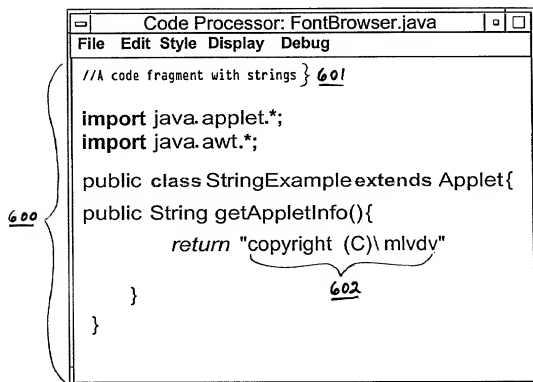 Code Processor: FontBrowser.java
File Edit Style Display Debug
//A code fragment with strings } 601
import java.applet.*;
import java.awt.*;
public class StringExample extends Applet{
600
public String getAppletInfo(){
return "copyright (C)\ mlvdv"
602
}
}